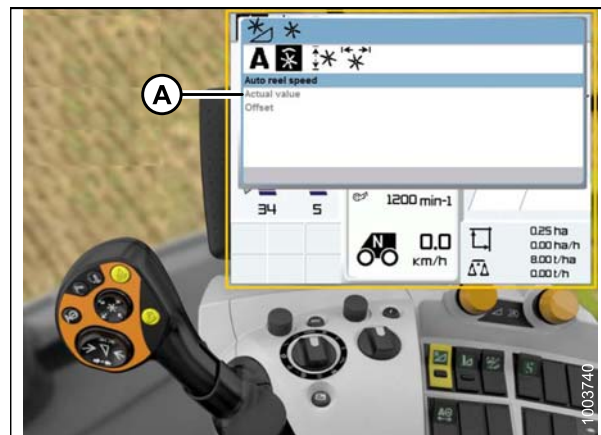 A
Auto reel speed
Actual value
A
Offset
34
5
1200 min-1
N
0.0
km/h
0.25 ha
0.00 ha/h
8.00 t/ha
0.00 t/h
1003740